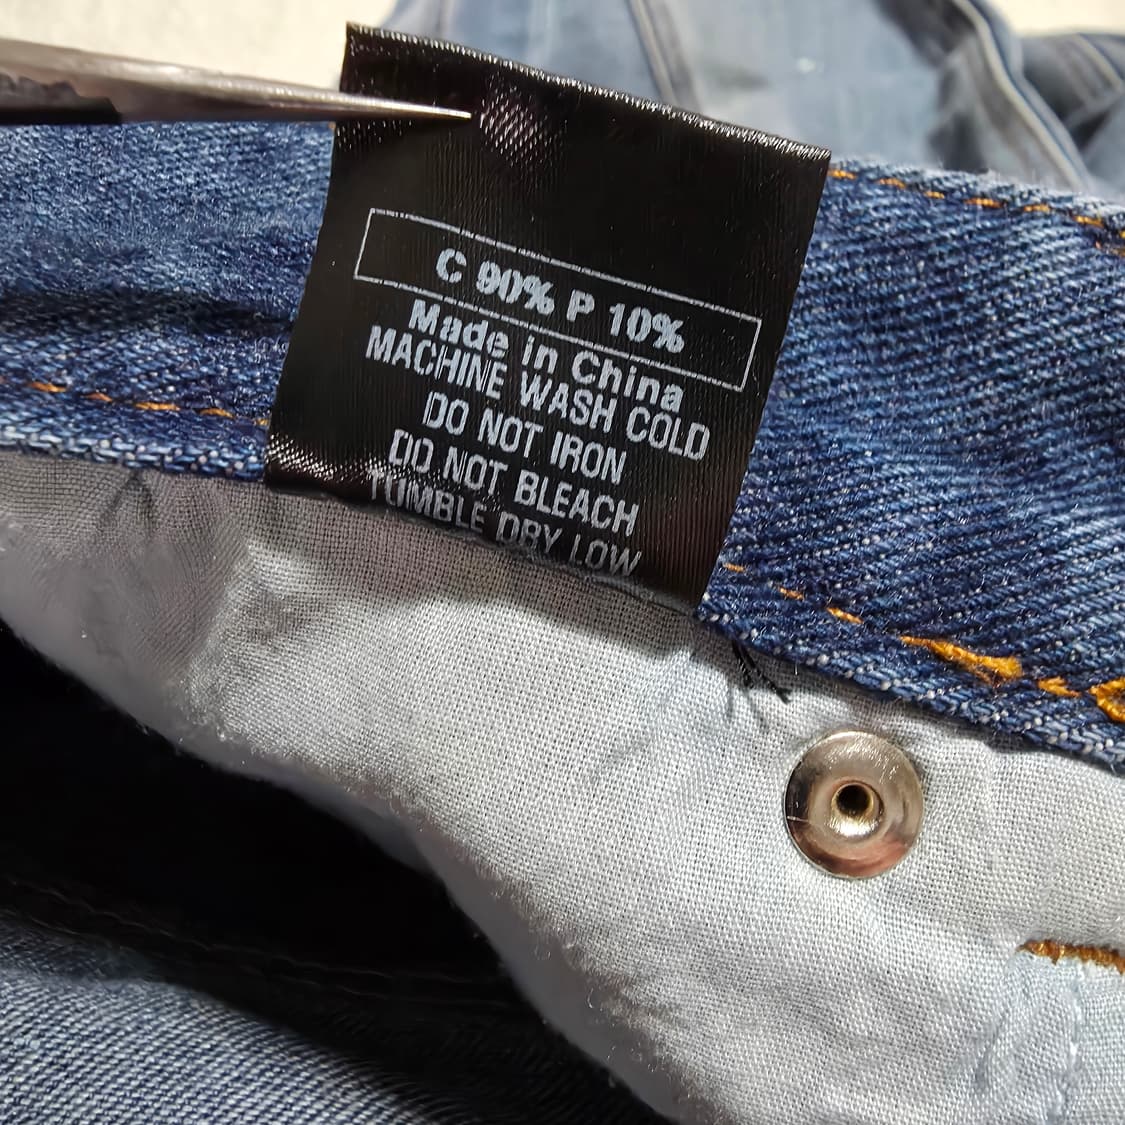 C 90% P 10%
Made in China
MACHINE WASH COLD
DO NOT IRON
DO NOT BLEACH
TUMBLE DRY LOW